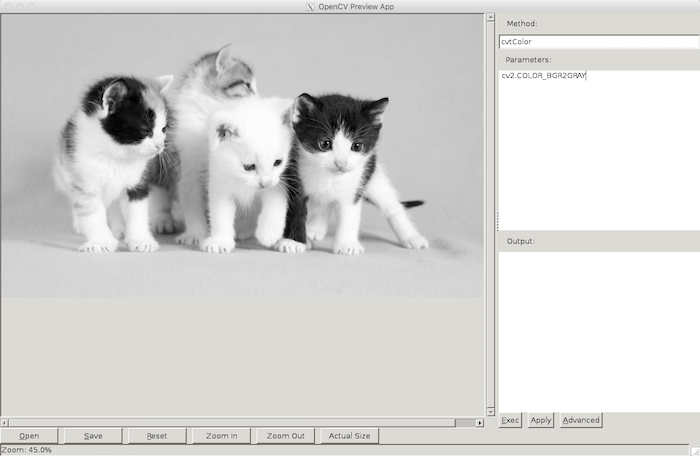 OpenCV Preview App
Method:
cvtColor
Parameters:
cv2.COLOR_BGR2GRAY
Output:
Exec Apply Advanced
Open Save Reset Zoom In Zoom Out Actual Size
Zoom: 45.0%